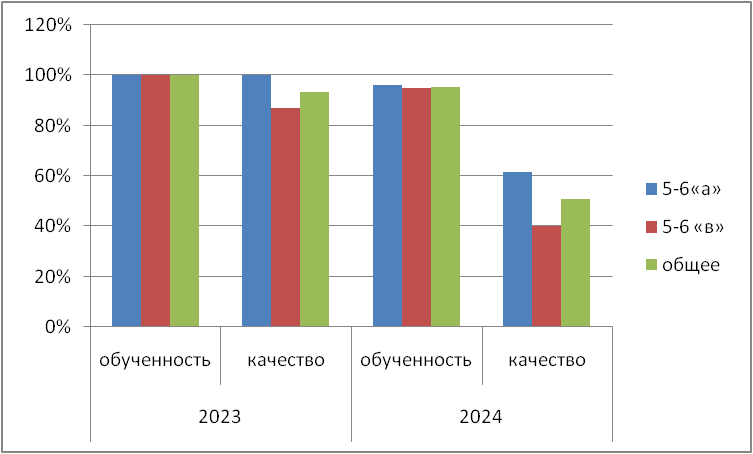 120%
100%
80%
60%
40%
20%
0%
обученность
качество
обученность
качество
2023
2024
5-6«а»
5-6 «в»
общее